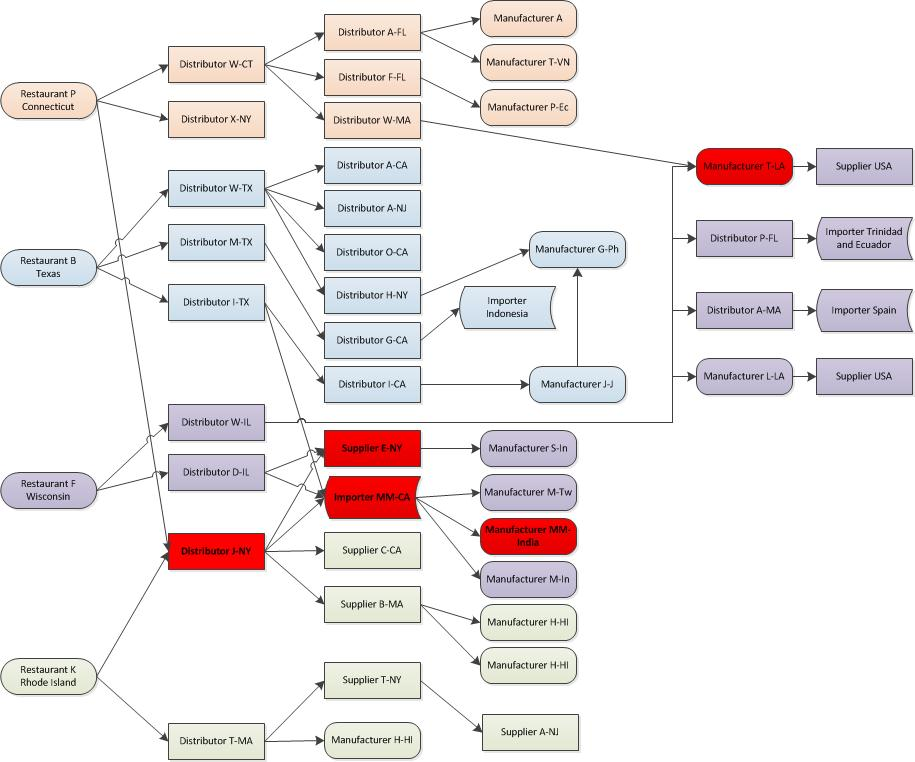 Restaurant P
Connecticut
Distributor W-CT
Distributor X-NY
Distributor A-FL
Distributor F-FL
Distributor W-MA
Manufacturer A
Manufacturer T-VN
Manufacturer P-Ec
Restaurant B
Texas
Distributor W-TX
Distributor M-TX
Distributor I-TX
Distributor A-CA
Distributor A-NJ
Distributor O-CA
Distributor H-NY
Distributor G-CA
Distributor I-CA
Manufacturer G-Ph
Importer
Indonesia
Manufacturer J-J
Manufacturer T-LA
Supplier USA
Distributor P-FL
Importer Trinidad
and Ecuador
Distributor A-MA
Importer Spain
Manufacturer L-LA
Supplier USA
Restaurant F
Wisconsin
Distributor W-IL
Distributor D-IL
Distributor J-NY
Supplier E-NY
Importer MM-CA
Supplier C-CA
Supplier B-MA
Manufacturer S-In
Manufacturer M-Tw
Manufacturer MM-
India
Manufacturer M-In
Manufacturer H-HI
Manufacturer H-HI
Restaurant K
Rhode Island
Distributor T-MA
Supplier T-NY
Manufacturer H-HI
Supplier A-NJ